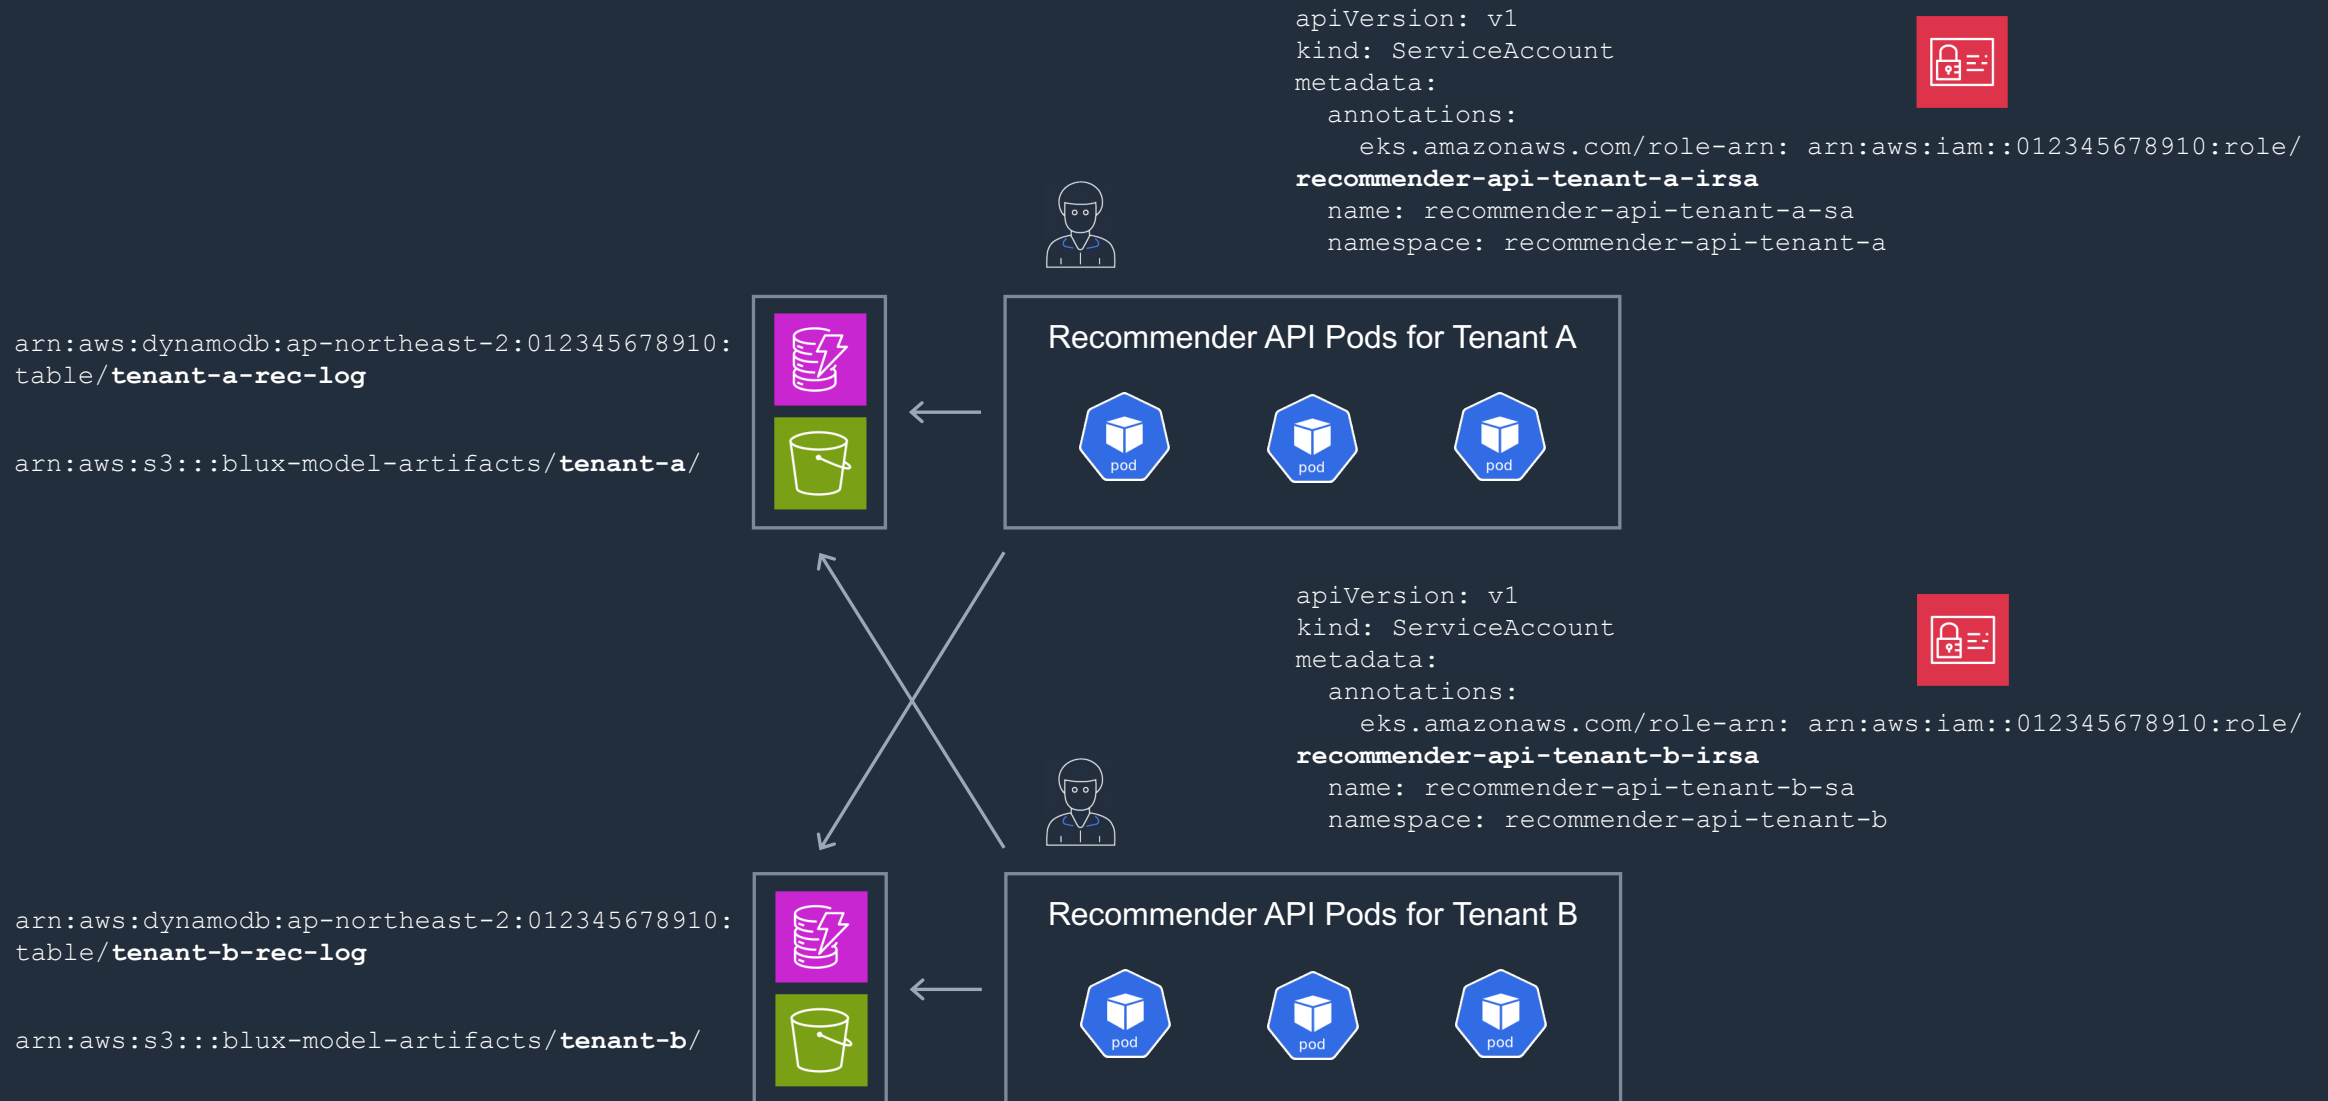 apiVersion: v1
kind: ServiceAccount
metadata:
  annotations:
    eks.amazonaws.com/role-arn: arn:aws:iam::012345678910:role/
recommender-api-tenant-a-irsa
  name: recommender-api-tenant-a-sa
  namespace: recommender-api-tenant-a
arn:aws:dynamodb:ap-northeast-2:012345678910:
table/tenant-a-rec-log
arn:aws:s3:::blux-model-artifacts/tenant-a/
Recommender API Pods for Tenant A
pod
pod
pod
apiVersion: v1
kind: ServiceAccount
metadata:
  annotations:
    eks.amazonaws.com/role-arn: arn:aws:iam::012345678910:role/
recommender-api-tenant-b-irsa
  name: recommender-api-tenant-b-sa
  namespace: recommender-api-tenant-b
arn:aws:dynamodb:ap-northeast-2:012345678910:
table/tenant-b-rec-log
arn:aws:s3:::blux-model-artifacts/tenant-b/
Recommender API Pods for Tenant B
pod
pod
pod